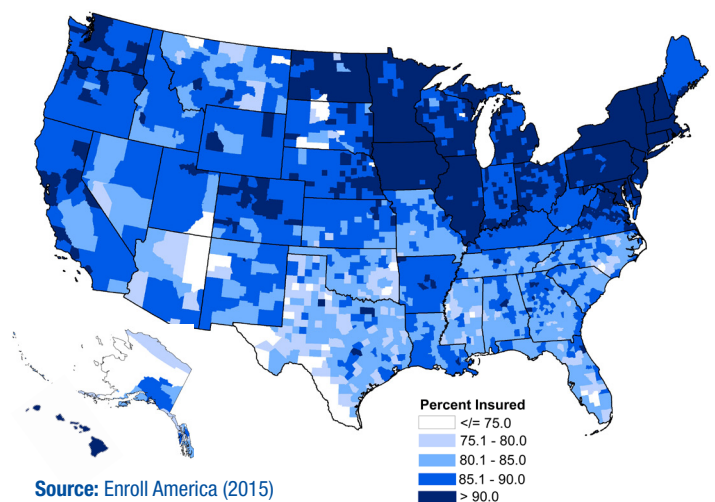 Percent Insured
</= 75.0
75.1 - 80.0
80.1 - 85.0
85.1 - 90.0
> 90.0
Source: Enroll America (2015)